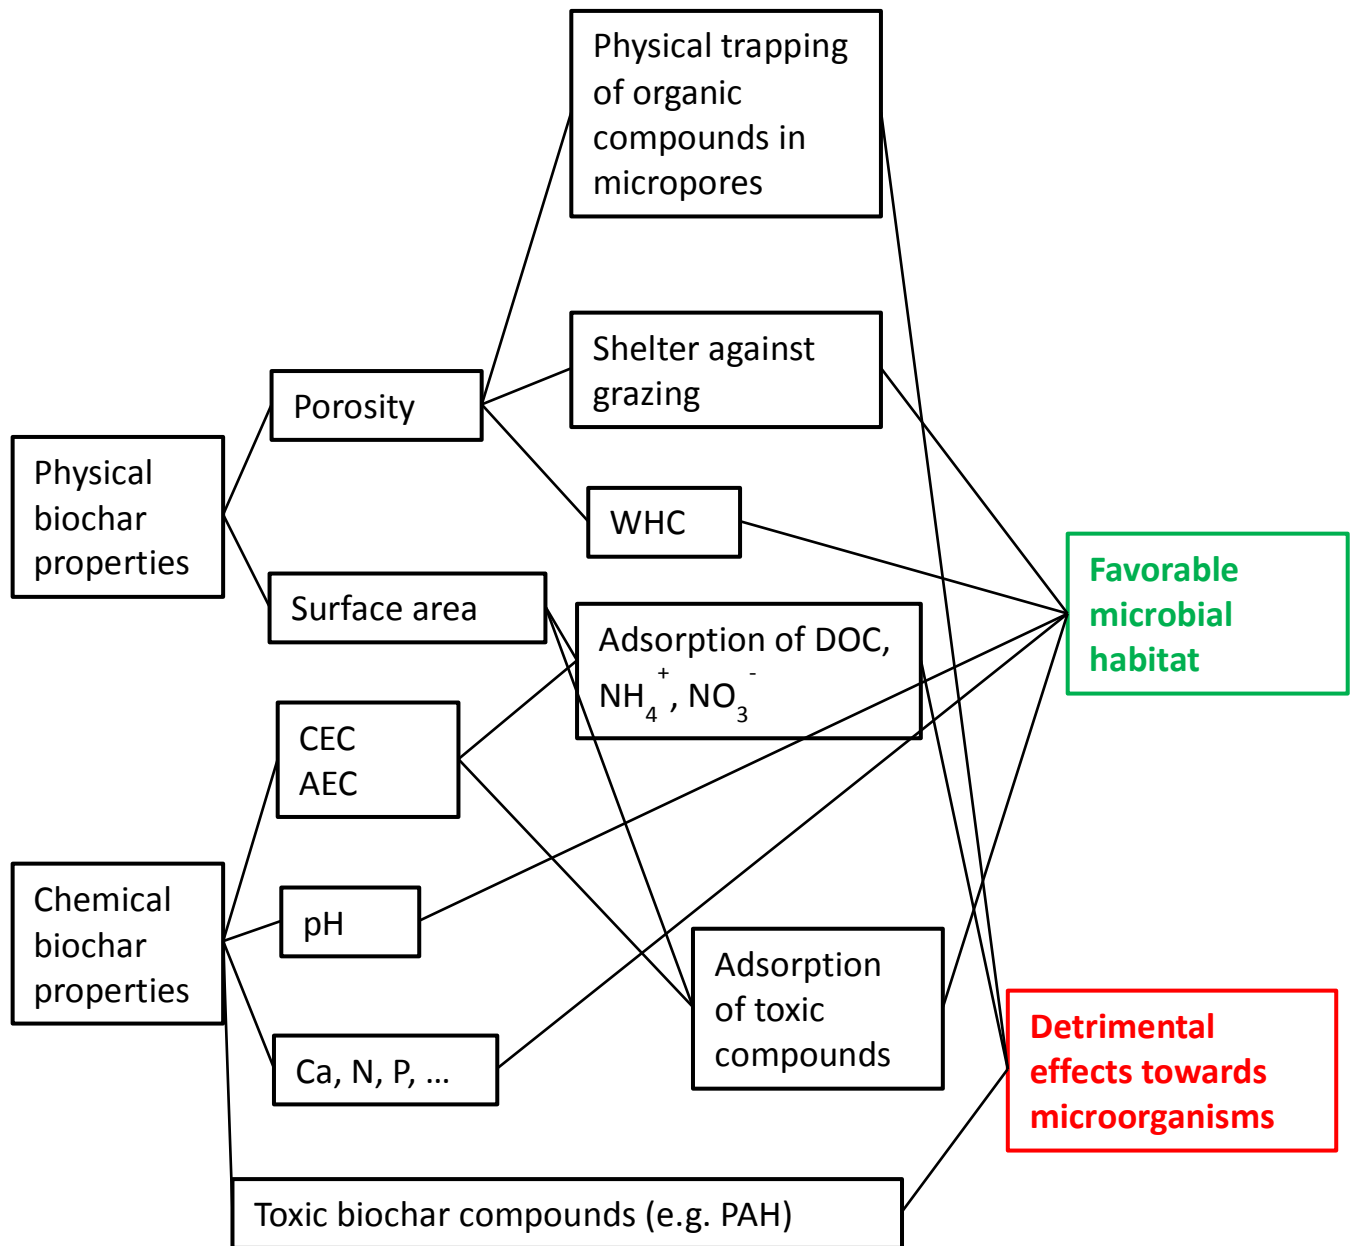 Physical trapping
of organic
compounds in
micropores
Shelter against
grazing
Porosity
Physical
biochar
properties
WHC
Favorable
microbial
habitat
Surface area
Adsorption of DOC,
NH₄⁺, NO₃⁻
CEC
AEC
Chemical
biochar
properties
pH
Adsorption
of toxic
compounds
Ca, N, P, ...
Detrimental
effects towards
microorganisms
Toxic biochar compounds (e.g. PAH)